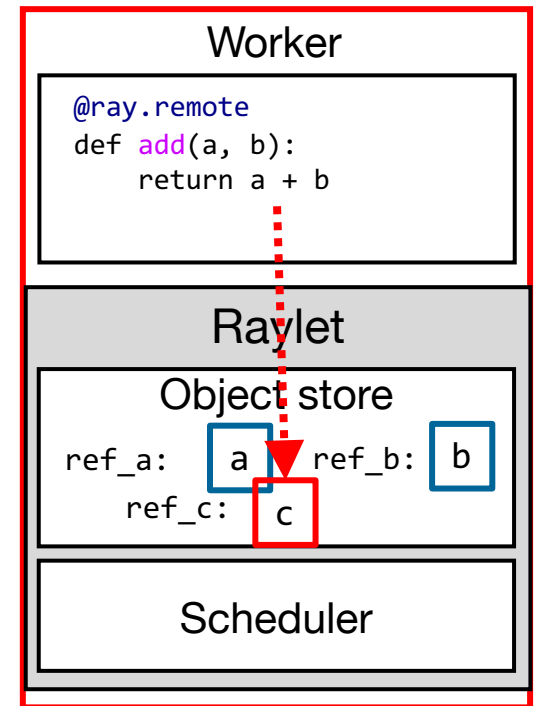 Worker
@ray.remote
def add(a, b):
    return a + b
Raylet
Object store
ref_a: a ref_b: b
ref_c: c
Scheduler